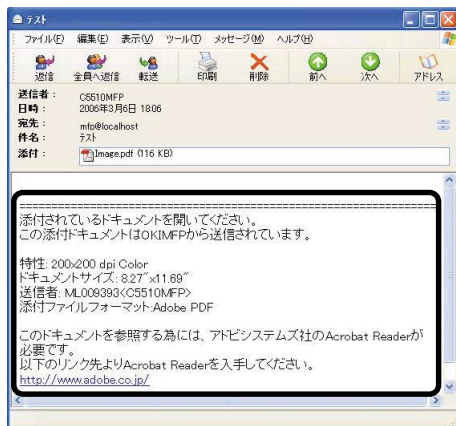 テスト
ファイル(F) 編集(E) 表示(V) ツール(T) メッセージ(M) ヘルプ(H)
返信 全員へ返信 転送 印刷 削除 前へ 次へ アドレス
送信者: C5510MFP
日時: 2006年3月6日 18:06
宛先: mfp@localhost
件名: テスト
添付: Image.pdf (116 KB)
添付されているドキュメントを開いてください。
この添付ドキュメントはOKIMFPから送信されています。
特性: 200x200 dpi Color
ドキュメントサイズ: 8.27″x11.69″
送信者: ML009393<C5510MFP>
添付ファイルフォーマット:Adobe PDF
このドキュメントを参照する為には、アドビシステムズ社のAcrobat Readerが
必要です。
以下のリンク先よりAcrobat Readerを入手してください。
http://www.adobe.co.jp/